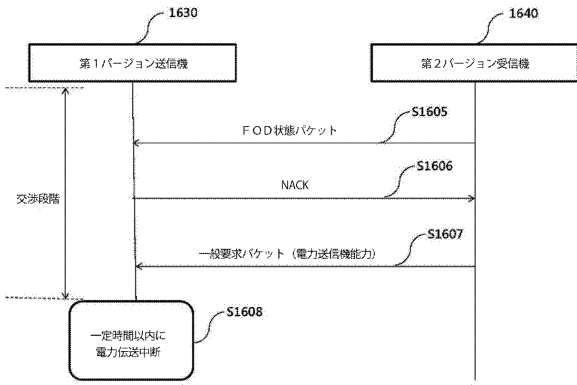 1630
1640
第1バージョン送信機
第2バージョン受信機
S1605
FOD状態パケット
S1606
NACK
交渉段階
S1607
一般要求パケット(電力送信機能力)
S1608
一定時間以内に
電力伝送中断